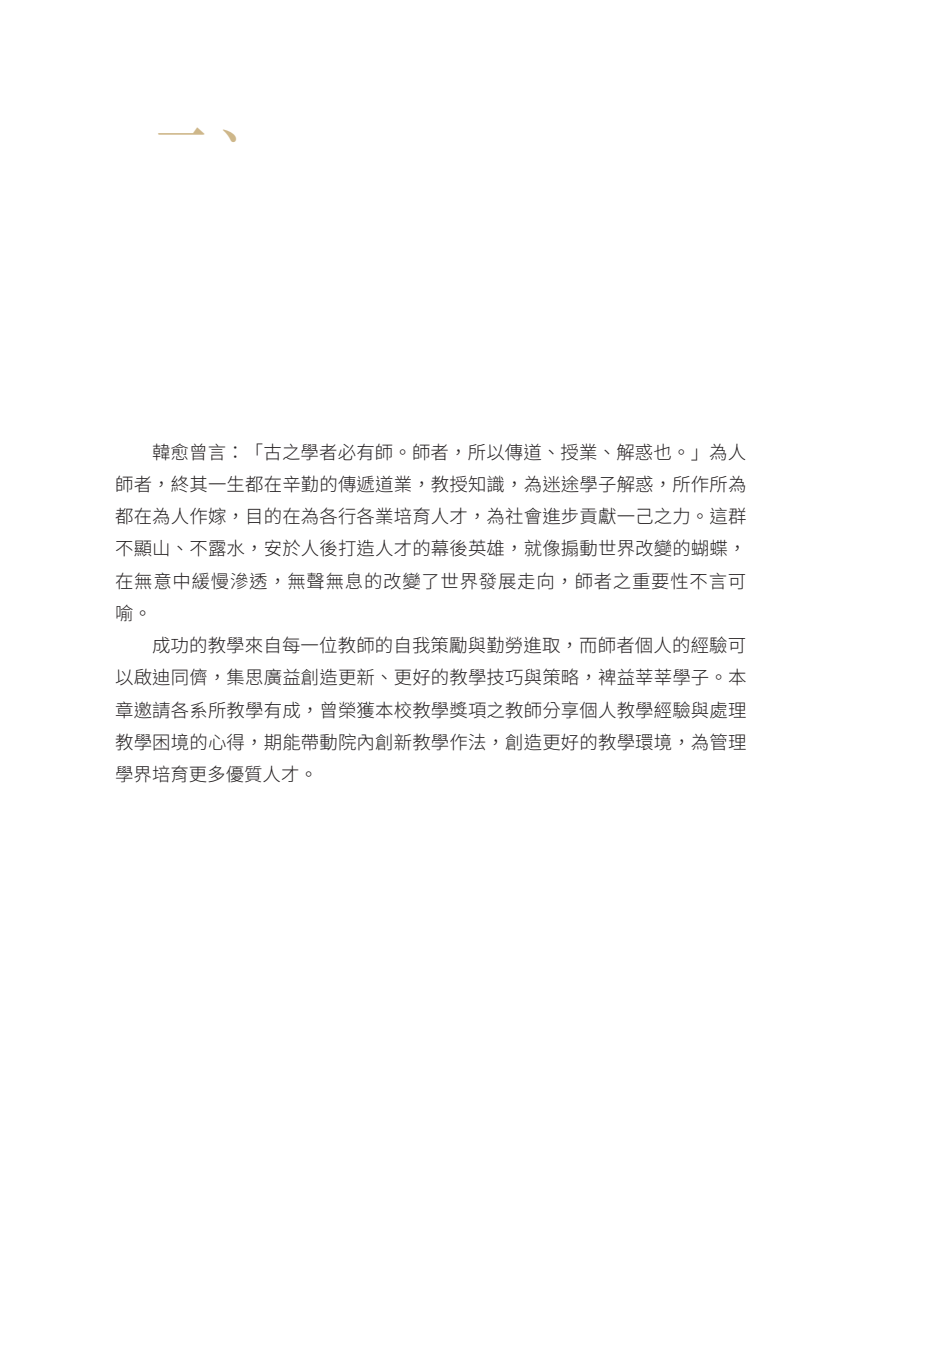 一、
韓愈曾言：「古之學者必有師。師者，所以傳道、授業、解惑也。」為人
師者，終其一生都在辛勤的傳遞道業，教授知識，為迷途學子解惑，所作所為
都在為人作嫁，目的在為各行各業培育人才，為社會進步貢獻一己之力。這群
不顯山、不露水，安於人後打造人才的幕後英雄，就像搧動世界改變的蝴蝶，
在無意中緩慢滲透，無聲無息的改變了世界發展走向，師者之重要性不言可
喻。
成功的教學來自每一位教師的自我策勵與勤勞進取，而師者個人的經驗可
以啟迪同儕，集思廣益創造更新、更好的教學技巧與策略，裨益莘莘學子。本
章邀請各系所教學有成，曾榮獲本校教學獎項之教師分享個人教學經驗與處理
教學困境的心得，期能帶動院內創新教學作法，創造更好的教學環境，為管理
學界培育更多優質人才。